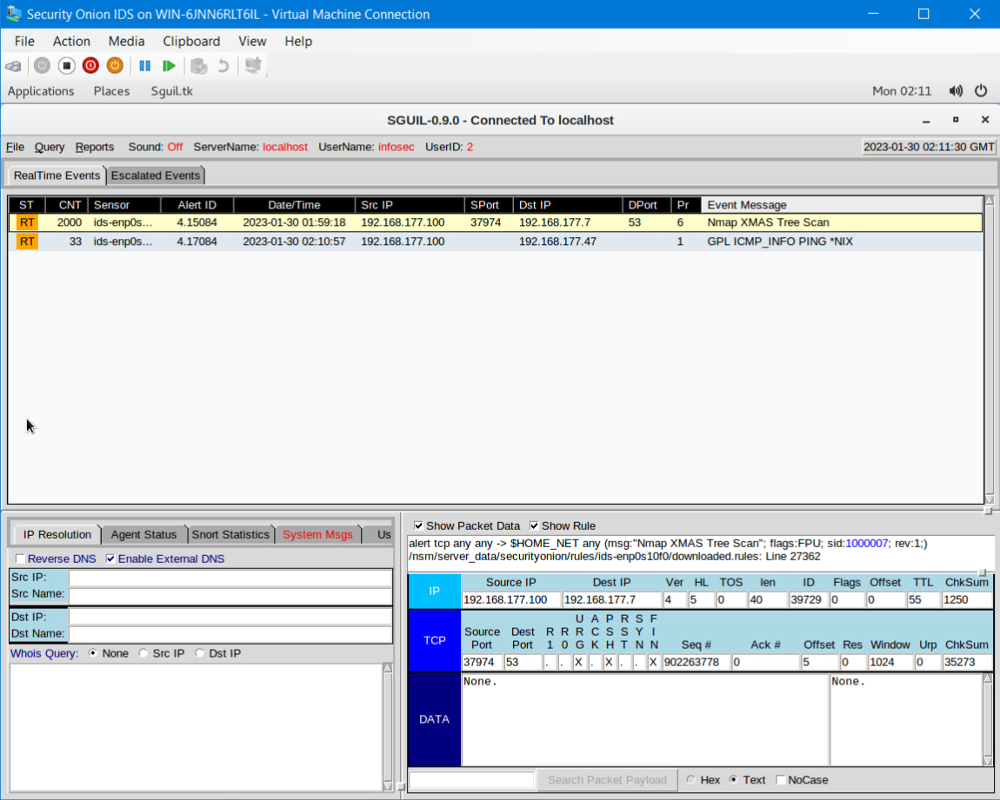 Security Onion IDS on WIN-6JNN6RLT6IL - Virtual Machine Connection
File Action Media Clipboard View Help
Applications Places Sguil.tk Mon 02:11
SGUIL-0.9.0 - Connected To localhost
File Query Reports Sound: Off ServerName: localhost UserName: infosec UserID: 2 2023-01-30 02:11:30 GMT
RealTime Events Escalated Events
ST CNT Sensor Alert ID Date/Time Src IP SPort Dst IP DPort Pr Event Message
RT 2000 ids-enp0s... 4.15084 2023-01-30 01:59:18 192.168.177.100 37974 192.168.177.7 53 6 Nmap XMAS Tree Scan
RT 33 ids-enp0s... 4.17084 2023-01-30 02:10:57 192.168.177.100 192.168.177.47 1 GPL ICMP_INFO PING *NIX
IP Resolution Agent Status Snort Statistics System Msgs Us
Reverse DNS Enable External DNS
Src IP:
Src Name:
Dst IP:
Dst Name:
Whois Query: None Src IP Dst IP
Show Packet Data Show Rule
alert tcp any any -> $HOME_NET any (msg:"Nmap XMAS Tree Scan"; flags:FPU; sid:1000007; rev:1;)
/nsm/server_data/securityonion/rules/ids-enp0s10f0/downloaded.rules: Line 27362
IP
Source IP Dest IP Ver HL TOS len ID Flags Offset TTL ChkSum
192.168.177.100 192.168.177.7 4 5 0 40 39729 0 0 55 1250
TCP
U A P R S F
Source Dest R R R C S S Y I
Port Port 1 0 G K H T N N Seq # Ack # Offset Res Window Urp ChkSum
37974 53 . . X . X . . X 902263778 0 5 0 1024 0 35273
DATA
None. None.
Search Packet Payload Hex Text NoCase